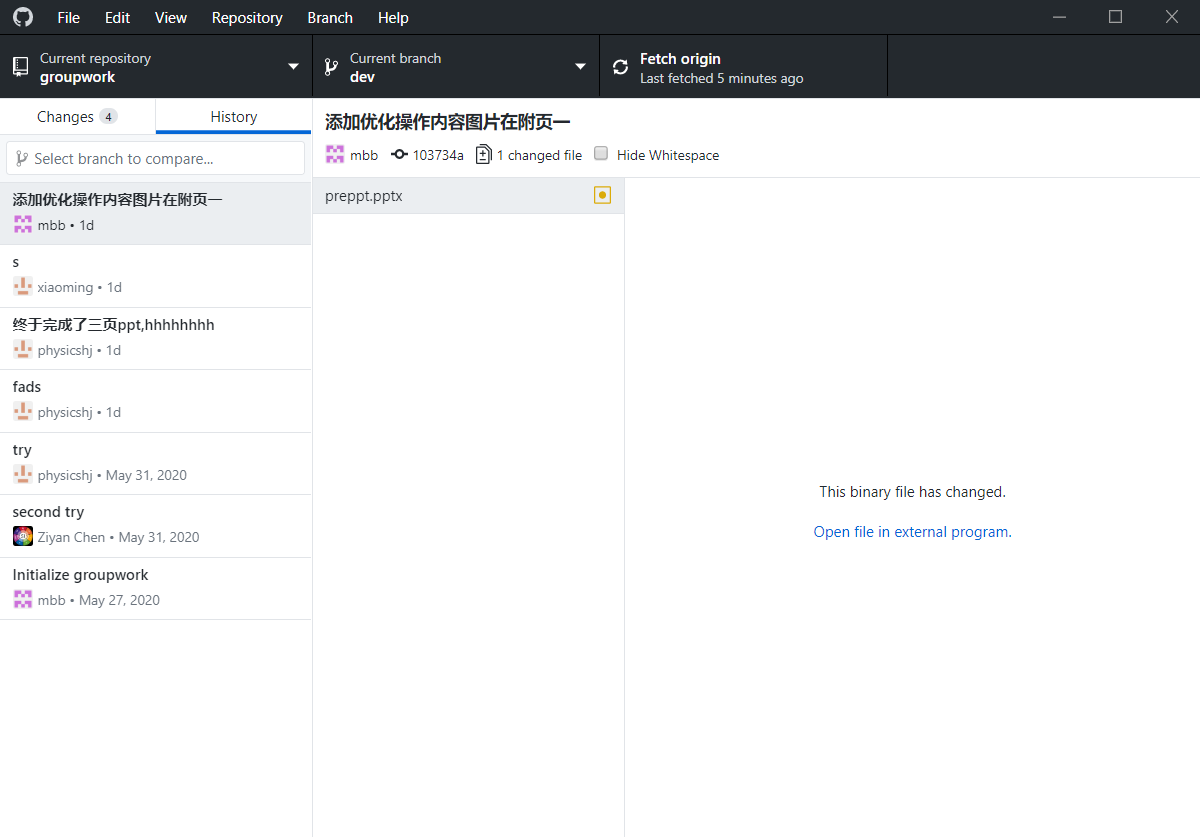 File Edit View Repository Branch Help
Current repository
groupwork
Current branch
dev
Fetch origin
Last fetched 5 minutes ago
Changes 4
History
Select branch to compare...
添加优化操作内容图片在附页一
mbb • 1d
s
xiaoming • 1d
终于完成了三页ppt,hhhhhhhh
physicshj • 1d
fads
physicshj • 1d
try
physicshj • May 31, 2020
second try
Ziyan Chen • May 31, 2020
Initialize groupwork
mbb • May 27, 2020
添加优化操作内容图片在附页一
mbb 103734a 1 changed file Hide Whitespace
preppt.pptx
This binary file has changed.
Open file in external program.